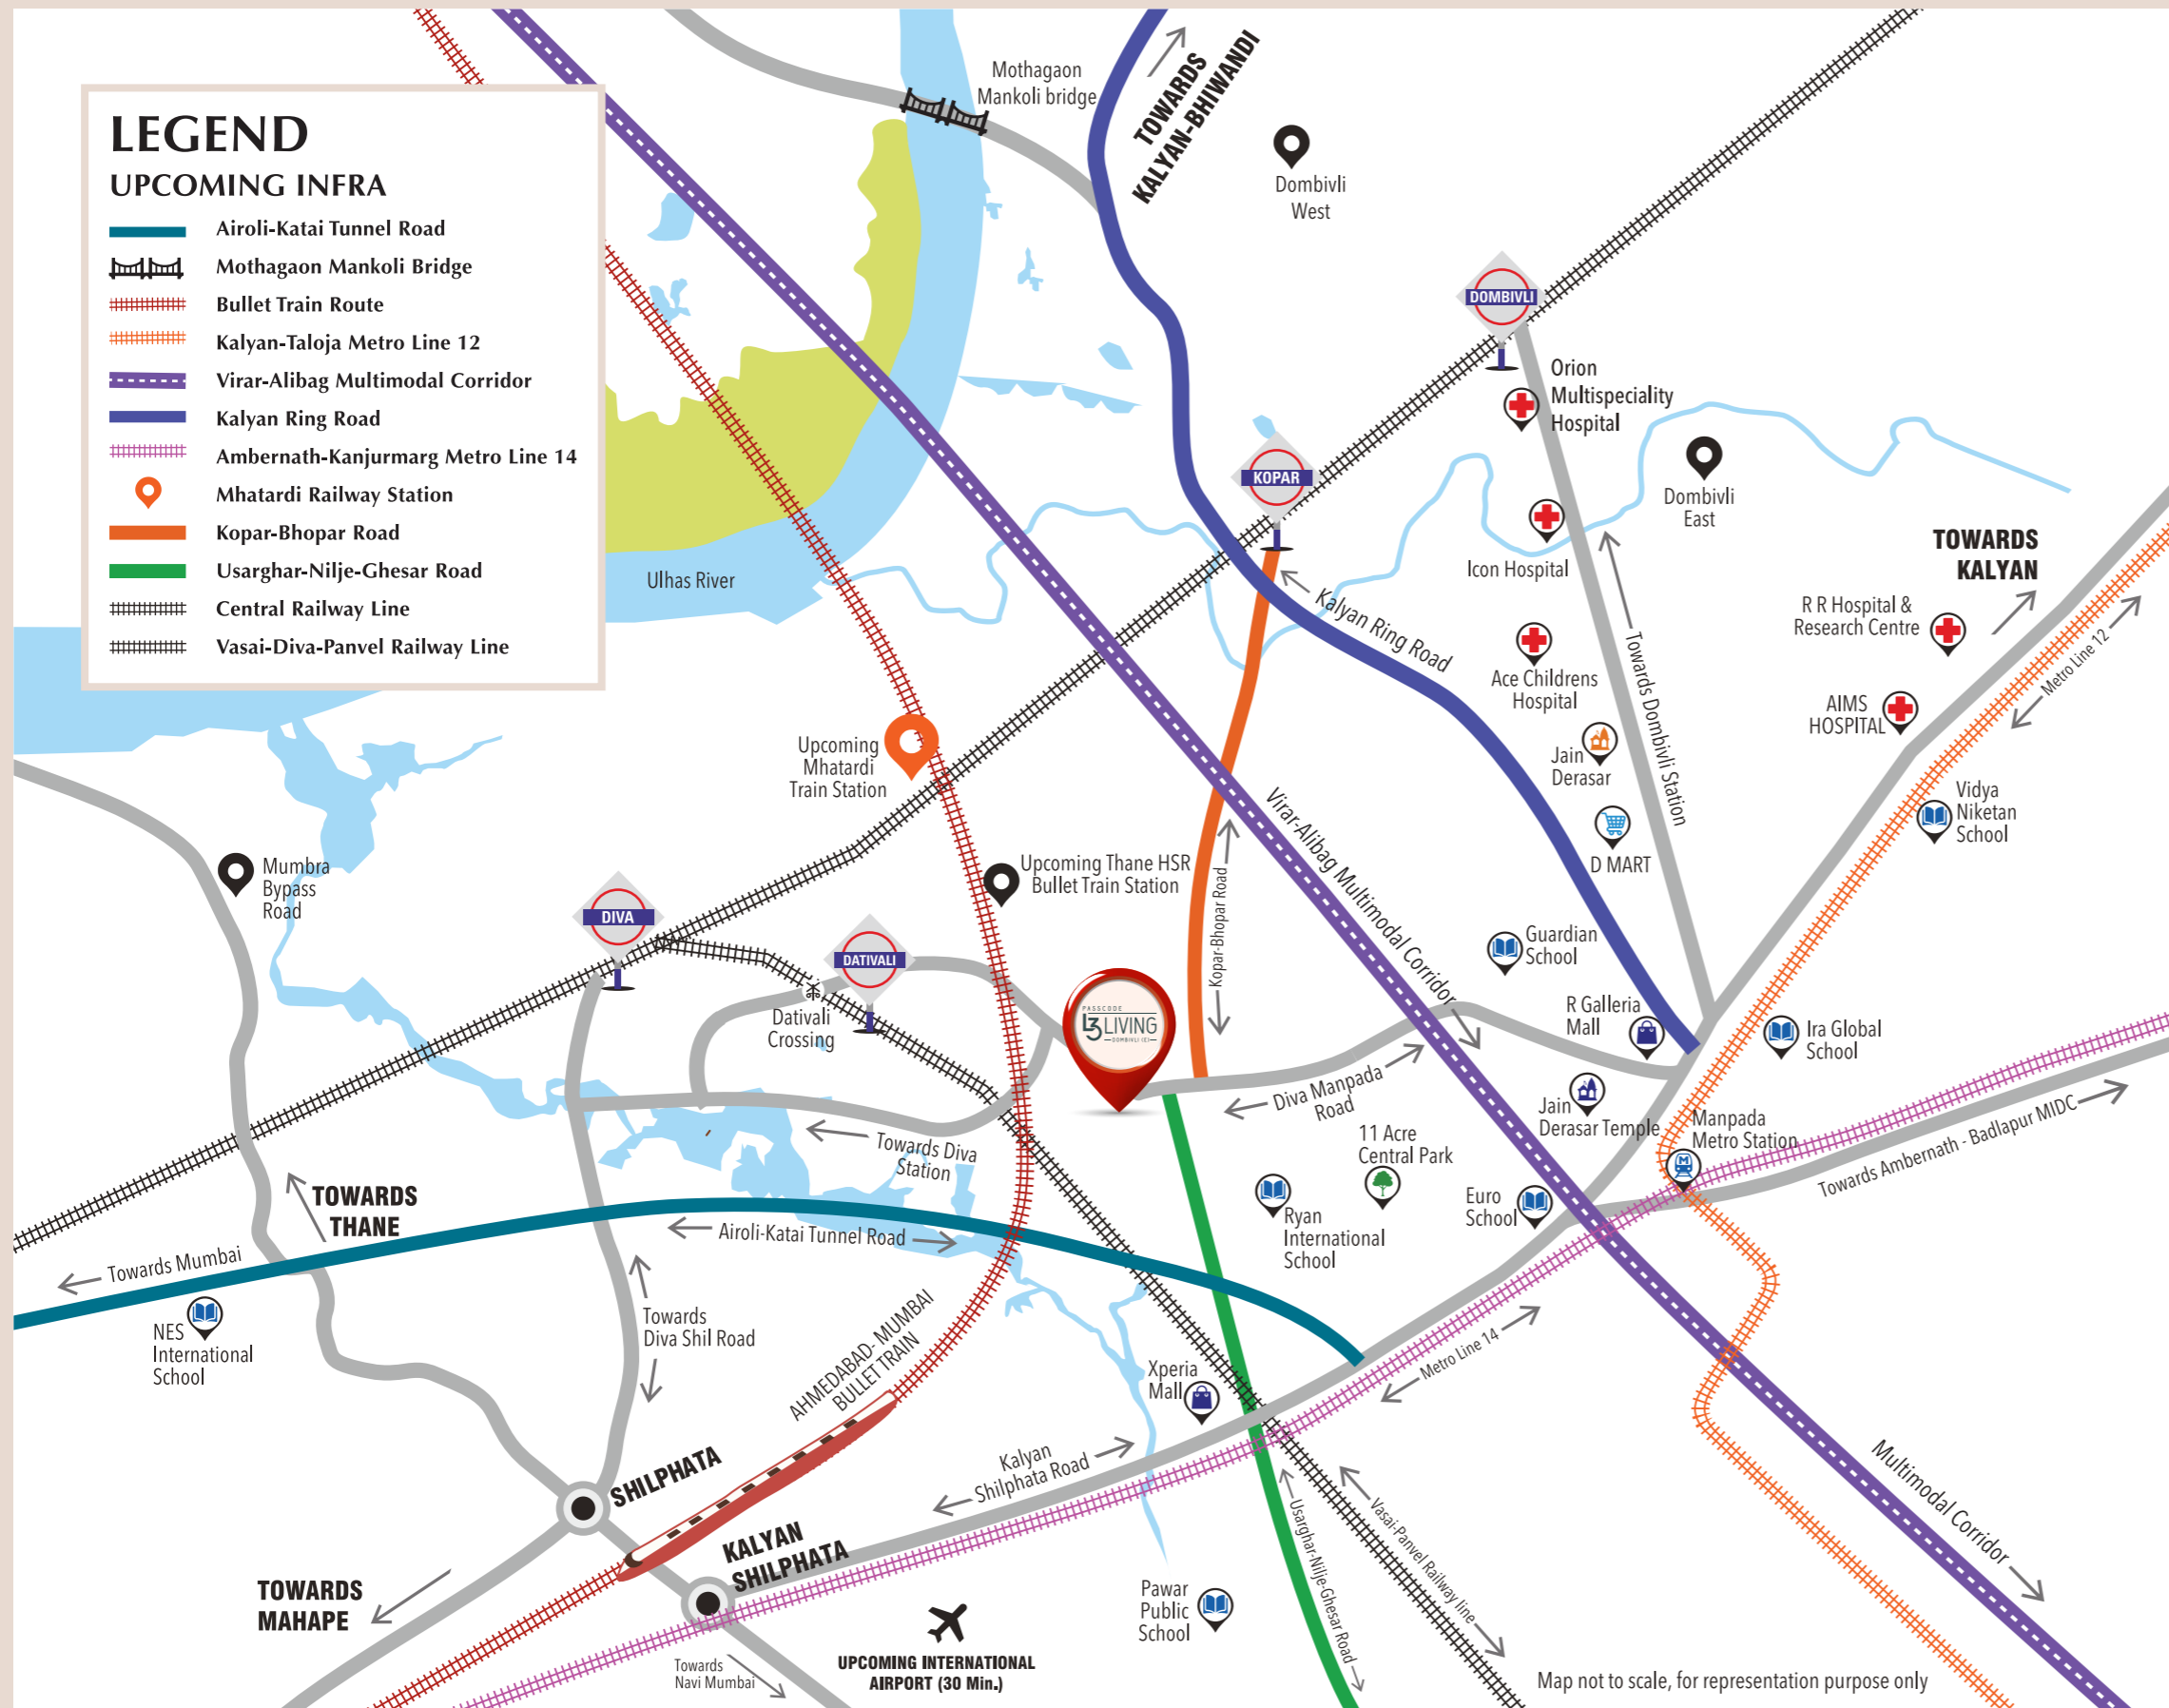 LEGEND
UPCOMING INFRA
Airoli-Katai Tunnel Road
Mothagaon Mankoli Bridge
Bullet Train Route
Kalyan-Taloja Metro Line 12
Virar-Alibag Multimodal Corridor
Kalyan Ring Road
Ambernath-Kanjurmarg Metro Line 14
Mhatardi Railway Station
Kopar-Bhopar Road
Usarghar-Nilje-Ghesar Road
Central Railway Line
Vasai-Diva-Panvel Railway Line
Mothagaon
Mankoli bridge
TOWARDS
KALYAN-BHIWANDI
Dombivli
West
DOMBIVLI
Orion
Multispeciality
Hospital
KOPAR
Dombivli
East
Icon Hospital
TOWARDS
KALYAN
Ulhas River
Kalyan Ring Road
R R Hospital &
Research Centre
Metro Line 12
Ace Childrens
Hospital
Towards Dombivli Station
AIMS
HOSPITAL
Jain
Derasar
Upcoming
Mhatardi
Train Station
Virar-Alibag Multimodal Corridor
Vidya
Niketan
School
D MART
Mumbra
Bypass
Road
Upcoming Thane HSR
Bullet Train Station
Kopar-Bhopar Road
DIVA
DATIVALI
Guardian
School
Dativali
Crossing
PASSCODE
L3 LIVING
DOMBIVLI (E)
R Galleria
Mall
Ira Global
School
Diva Manpada
Road
Jain
Derasar Temple
Manpada
Metro Station
M
Towards Ambernath - Badlapur MIDC
Towards Diva
Station
11 Acre
Central Park
TOWARDS
THANE
Ryan
International
School
Euro
School
Airoli-Katai Tunnel Road
Towards Mumbai
NES
International
School
Towards
Diva Shil Road
AHMEDABAD- MUMBAI
BULLET TRAIN
Xperia
Mall
Metro Line 14
Kalyan
Shilphata Road
SHILPHATA
KALYAN
SHILPHATA
Multimodal Corridor
Usarghar-Nilje-Ghesar Road
Vasai-Panvel Railway line
TOWARDS
MAHAPE
Pawar
Public
School
Towards
Navi Mumbai
UPCOMING INTERNATIONAL
AIRPORT (30 Min.)
Map not to scale, for representation purpose only